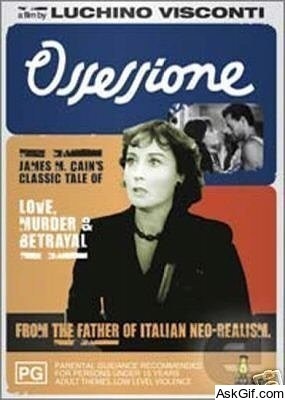 a film by LUCHINO VISCONTI
Ossessione
JAMES M. CAIN'S
CLASSIC TALE OF
LOVE,
MURDER &
BETRAYAL
FROM THE FATHER OF ITALIAN NEO-REALISM.
PG
PARENTAL GUIDANCE RECOMMENDED
FOR PERSONS UNDER 15 YEARS
ADULT THEMES, LOW LEVEL VIOLENCE
AskGif.com